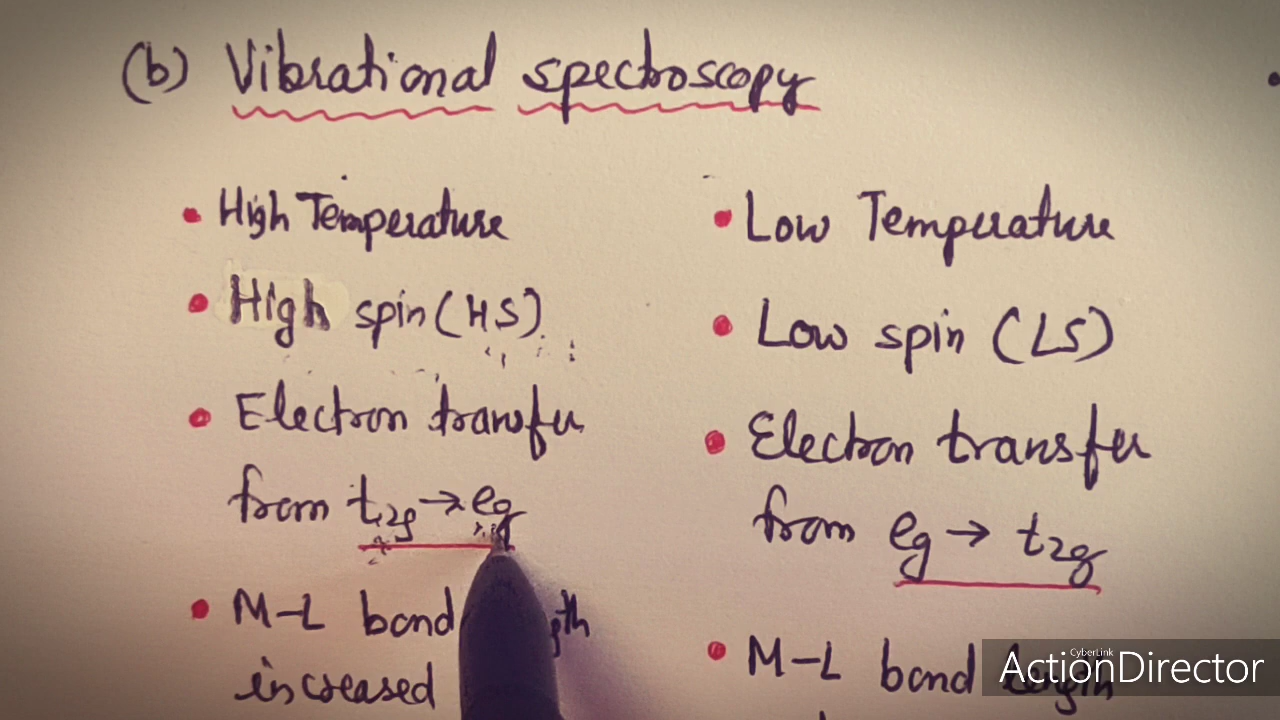 (b) Vibrational spectroscopy
• High Temperature
• High spin (HS)
• Electron transfer
from t2g → eg
• M-L bond
increased
• Low Temperature
• Low spin (LS)
• Electron transfer
from eg → t2g
• M-L bond length
CyberLink
ActionDirector